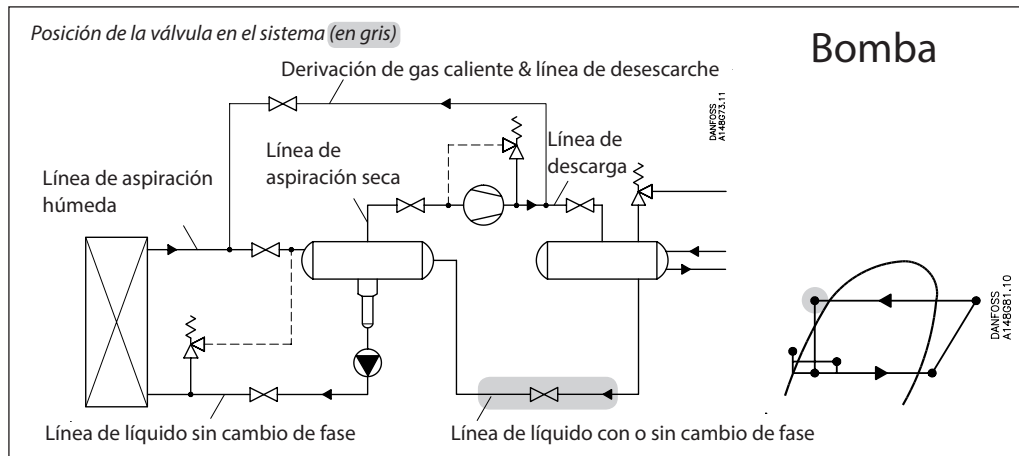 Posición de la válvula en el sistema (en gris)
Bomba
Derivación de gas caliente & línea de desescarche
DANFOSS
A148G73.11
Línea de
aspiración seca
Línea de
descarga
Línea de aspiración
húmeda
DANFOSS
A148G81.10
Línea de líquido sin cambio de fase
Línea de líquido con o sin cambio de fase